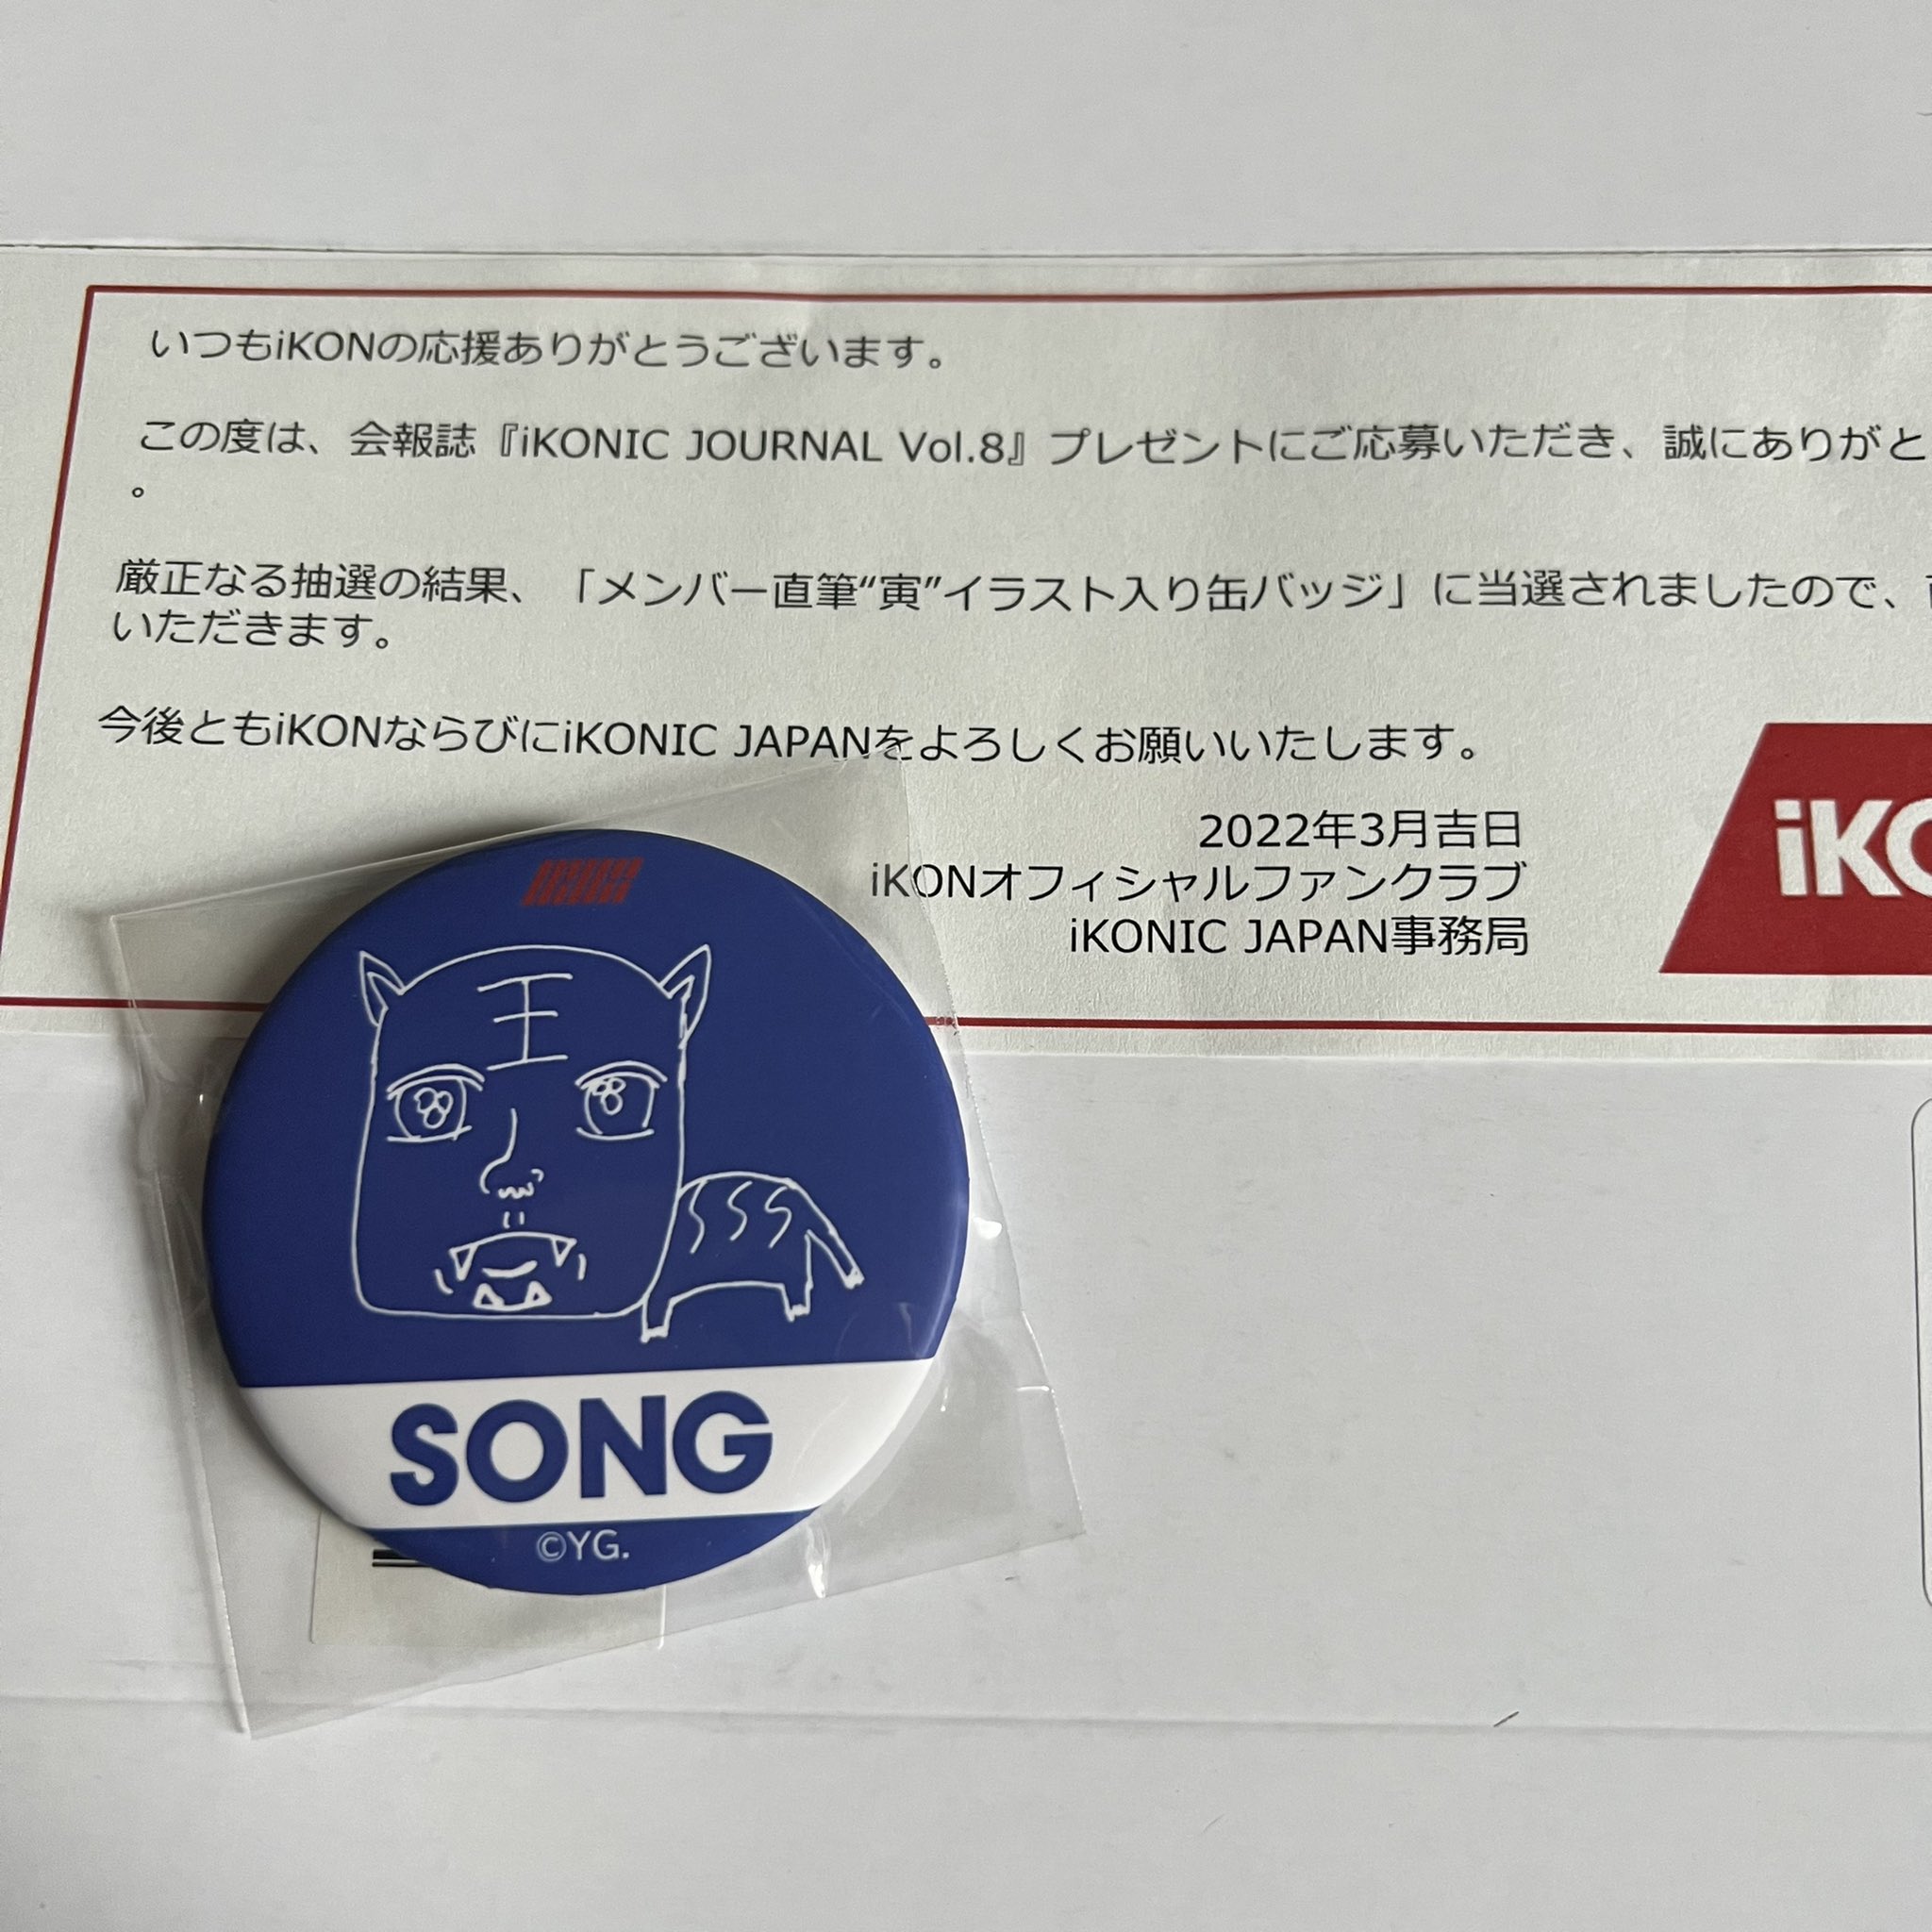 いつもiKONの応援ありがとうございます。
この度は、会報誌『iKONIC JOURNAL Vol.8』プレゼントにご応募いただき、誠にありがと
。
厳正なる抽選の結果、「メンバー直筆“寅”イラスト入り缶バッジ」に当選されましたので、
いただきます。
今後ともiKONならびにiKONIC JAPANをよろしくお願いいたします。
2022年3月吉日
iKONオフィシャルファンクラブ
iKONIC JAPAN事務局
iKO
王
SONG
©YG.